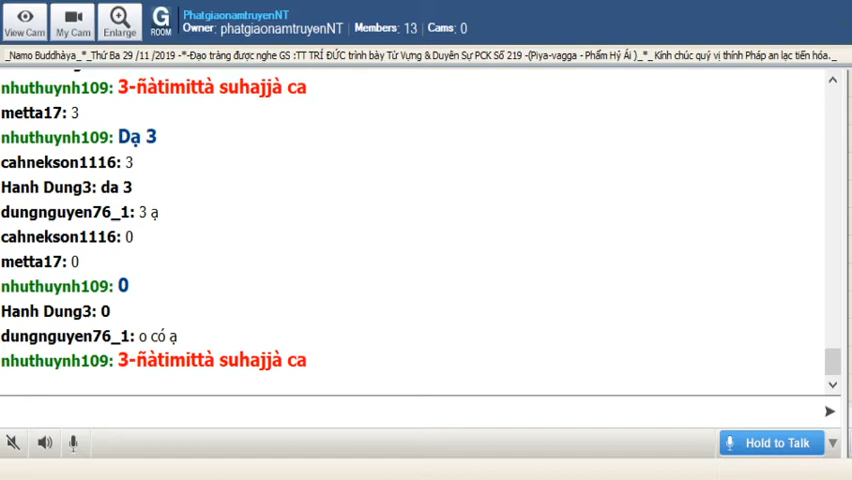 View Cam
My Cam
Enlarge
G
ROOM
PhatgiaonamtruyenNT
Owner: phatgiaonamtruyenNT
Members: 13
Cams: 0
_Namo Buddhàya_*_Thứ Ba 29 /11 /2019 -*-Đạo tràng được nghe GS :TT TRÍ ĐỨC trình bày Từ Vựng & Duyên Sự PCK Số 219 -(Piya-vagga - Phẩm Hỷ Ái )_*_ Kính chúc quý vị thính Pháp an lạc tiến hóa._
nhuthuynh109: 3-ñàtimittà suhajjà ca
metta17: 3
nhuthuynh109: Dạ 3
cahnekson1116: 3
Hanh Dung3: da 3
dungnguyen76_1: 3 ạ
cahnekson1116: 0
metta17: 0
nhuthuynh109: 0
Hanh Dung3: 0
dungnguyen76_1: o có ạ
nhuthuynh109: 3-ñàtimittà suhajjà ca
Hold to Talk